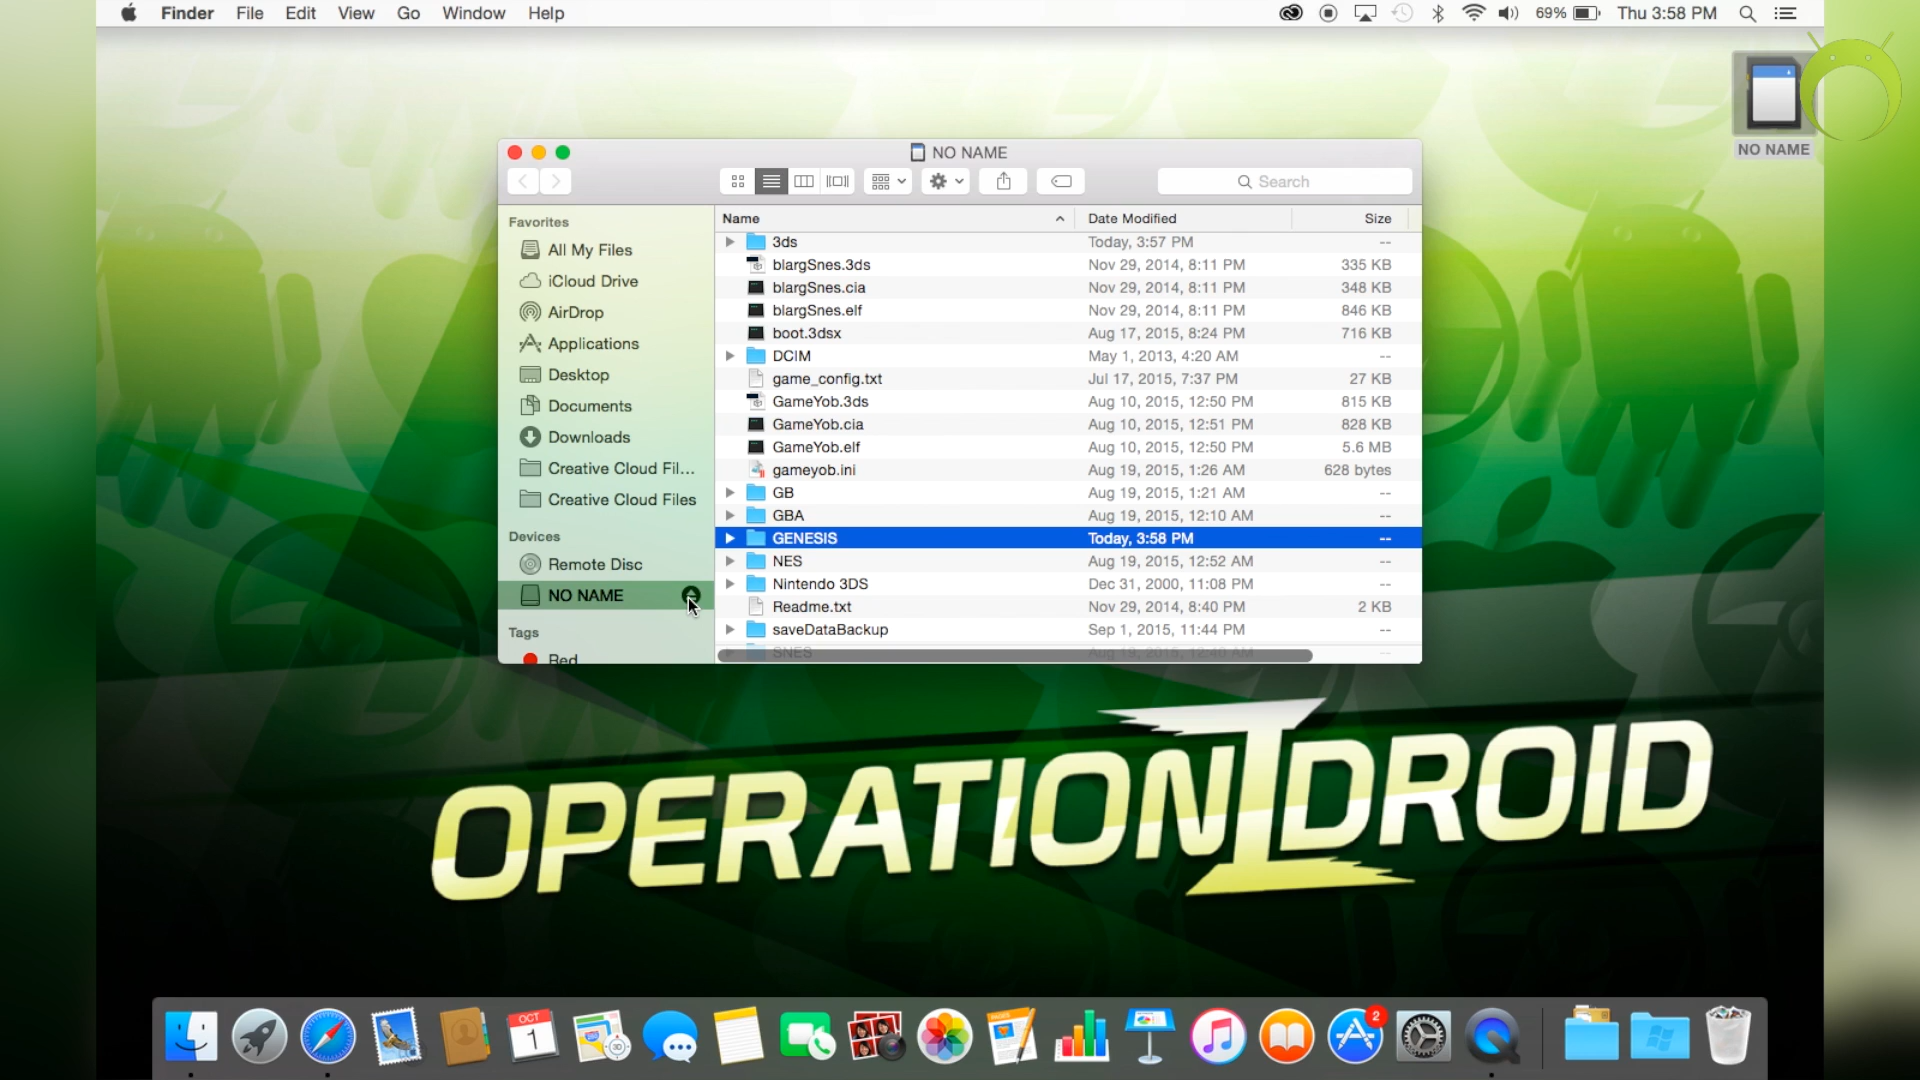 Finder File Edit View Go Window Help 69% Thu 3:58 PM
NO NAME
NO NAME
Search
Favorites
All My Files
iCloud Drive
AirDrop
Applications
Desktop
Documents
Downloads
Creative Cloud Fil...
Creative Cloud Files
Devices
Remote Disc
NO NAME
Tags
Red
Name Date Modified Size
3ds Today, 3:57 PM --
blargSnes.3ds Nov 29, 2014, 8:11 PM 335 KB
blargSnes.cia Nov 29, 2014, 8:11 PM 348 KB
blargSnes.elf Nov 29, 2014, 8:11 PM 846 KB
boot.3dsx Aug 17, 2015, 8:24 PM 716 KB
DCIM May 1, 2013, 4:20 AM --
game_config.txt Jul 17, 2015, 7:37 PM 27 KB
GameYob.3ds Aug 10, 2015, 12:50 PM 815 KB
GameYob.cia Aug 10, 2015, 12:51 PM 828 KB
GameYob.elf Aug 10, 2015, 12:50 PM 5.6 MB
gameyob.ini Aug 19, 2015, 1:26 AM 628 bytes
GB Aug 19, 2015, 1:21 AM --
GBA Aug 19, 2015, 12:10 AM --
GENESIS Today, 3:58 PM --
NES Aug 19, 2015, 12:52 AM --
Nintendo 3DS Dec 31, 2000, 11:08 PM --
Readme.txt Nov 29, 2014, 8:40 PM 2 KB
saveDataBackup Sep 1, 2015, 11:44 PM --
SNES
OPERATIONIDROID
OCT
1
3D
2